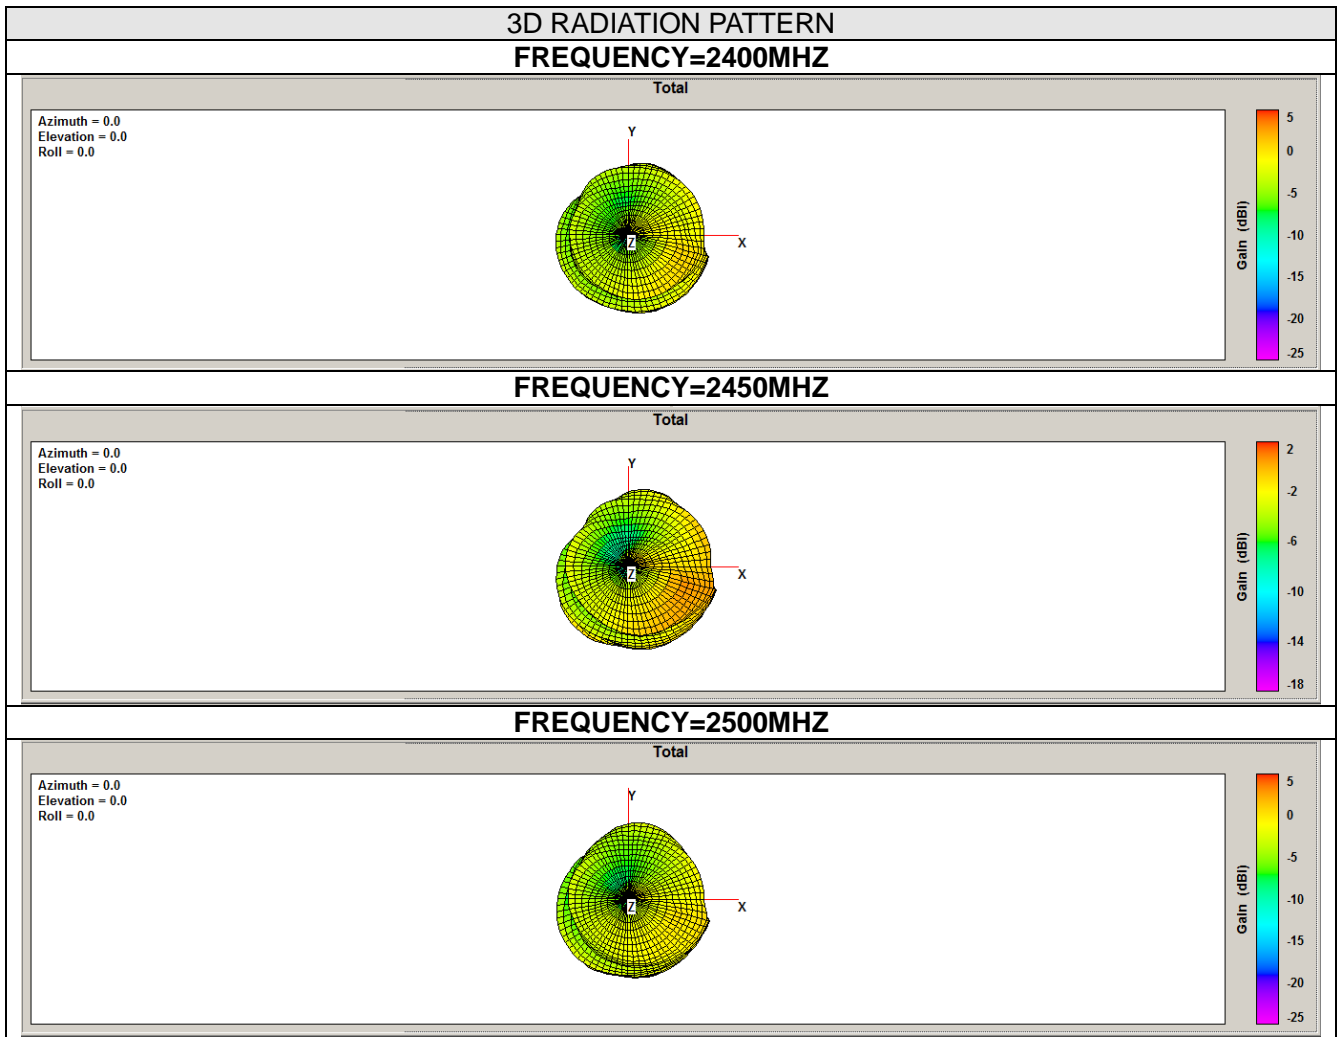 3D RADIATION PATTERN
FREQUENCY=2400MHZ
Total
Azimuth = 0.0
Elevation = 0.0
Roll = 0.0
Y
Z
X
Gain (dBi)
5
0
-5
-10
-15
-20
-25
FREQUENCY=2450MHZ
Total
Azimuth = 0.0
Elevation = 0.0
Roll = 0.0
Y
Z
X
Gain (dBi)
2
-2
-6
-10
-14
-18
FREQUENCY=2500MHZ
Total
Azimuth = 0.0
Elevation = 0.0
Roll = 0.0
Y
Z
X
Gain (dBi)
5
0
-5
-10
-15
-20
-25